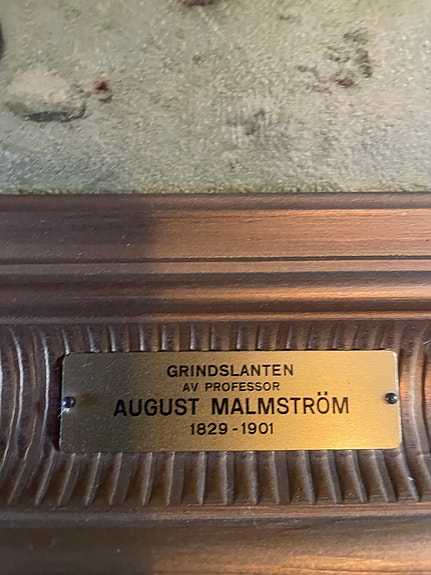 GRINDSLANTEN
AV PROFESSOR
AUGUST MALMSTRÖM
1829-1901